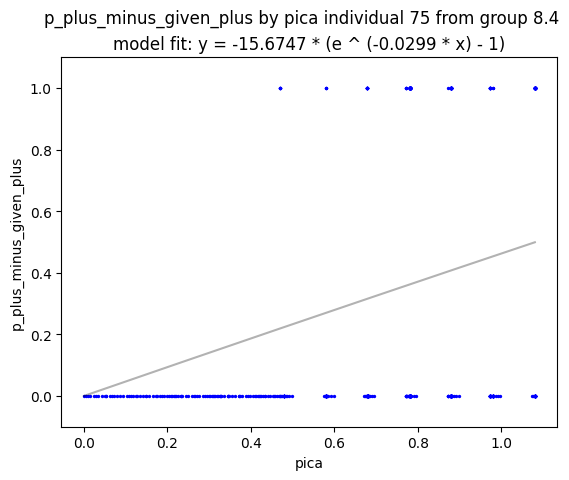 p_plus_minus_given_plus by pica individual 75 from group 8.4
model fit: y = -15.6747 * (e ^ (-0.0299 * x) - 1)
1.0
0.8
0.6
0.4
0.2
0.0
p_plus_minus_given_plus
0.0 0.2 0.4 0.6 0.8 1.0
pica